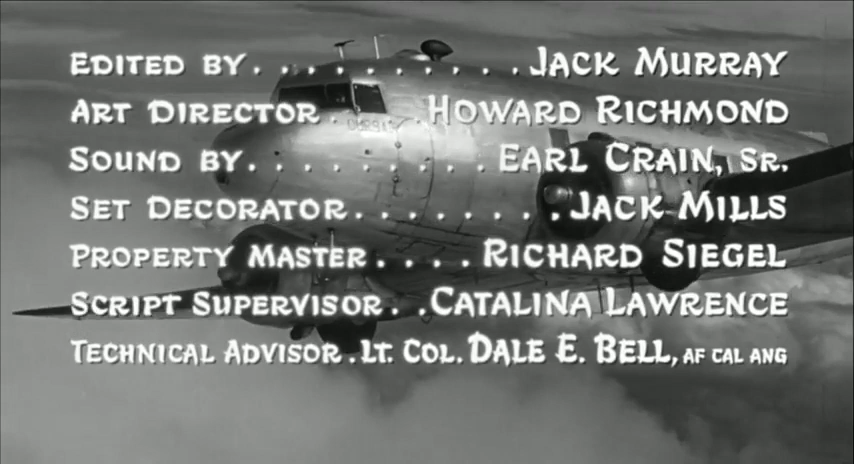 Edited by. . . . . . . . . . . .Jack Murray
Art Director . . . .Howard Richmond
Sound by. . . . . . . . . . Earl Crain, Sr.
Set Decorator. . . . . . . . .Jack Mills
Property Master . . . . Richard Siegel
Script Supervisor. . .Catalina Lawrence
Technical Advisor .Lt. Col. Dale E. Bell, AF CAL ANG